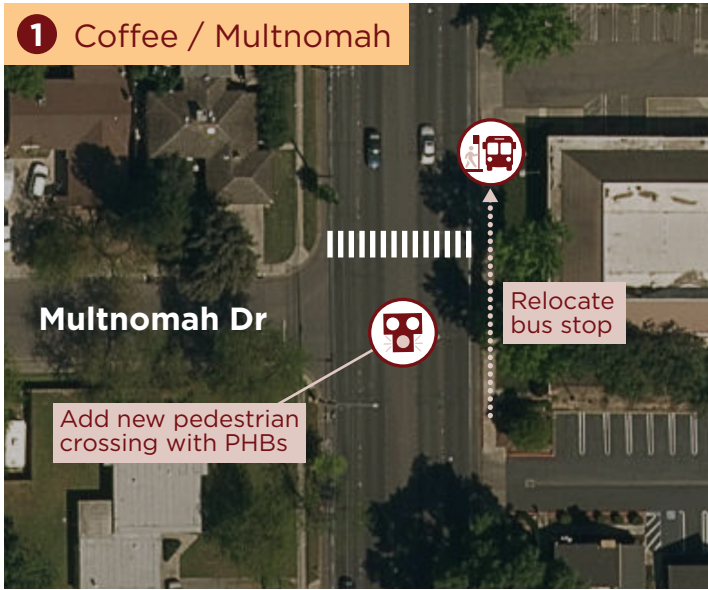 1 Coffee / Multnomah
Multnomah Dr
Relocate
bus stop
Add new pedestrian
crossing with PHBs